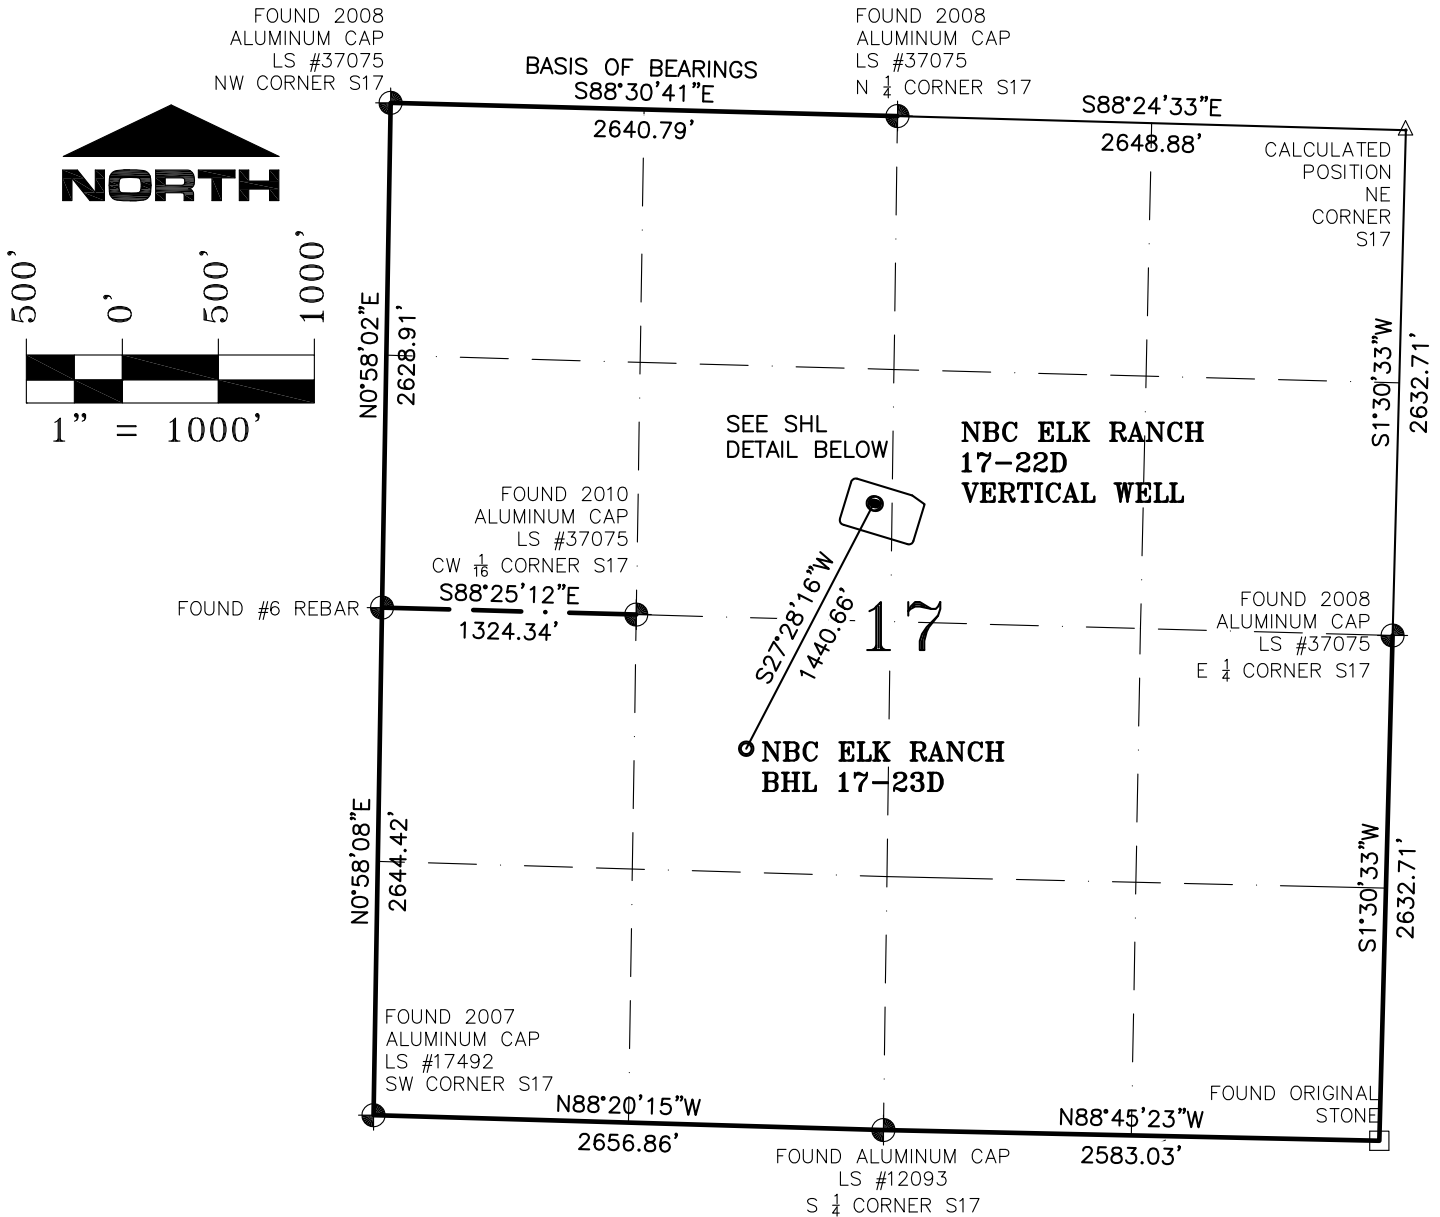 FOUND 2008
ALUMINUM CAP
LS #37075
NW CORNER S17
BASIS OF BEARINGS
S88°30'41"E
2640.79'
FOUND 2008
ALUMINUM CAP
LS #37075
N 1/4 CORNER S17
S88°24'33"E
2648.88'
CALCULATED
POSITION
NE
CORNER
S17
NORTH
500'
0'
500'
1000'
1" = 1000'
N0°58'02"E
2628.91'
S1°30'33"W
2632.71'
SEE SHL
DETAIL BELOW
NBC ELK RANCH
17-22D
VERTICAL WELL
FOUND 2010
ALUMINUM CAP
LS #37075
CW 1/16 CORNER S17
S88°25'12"E
1324.34'
FOUND #6 REBAR
S27°28'16"W
1440.66'
17
FOUND 2008
ALUMINUM CAP
LS #37075
E 1/4 CORNER S17
NBC ELK RANCH
BHL 17-23D
N0°58'08"E
2644.42'
S1°30'33"W
2632.71'
FOUND 2007
ALUMINUM CAP
LS #17492
SW CORNER S17
N88°20'15"W
2656.86'
FOUND ALUMINUM CAP
LS #12093
S 1/4 CORNER S17
N88°45'23"W
2583.03'
FOUND ORIGINAL
STONE